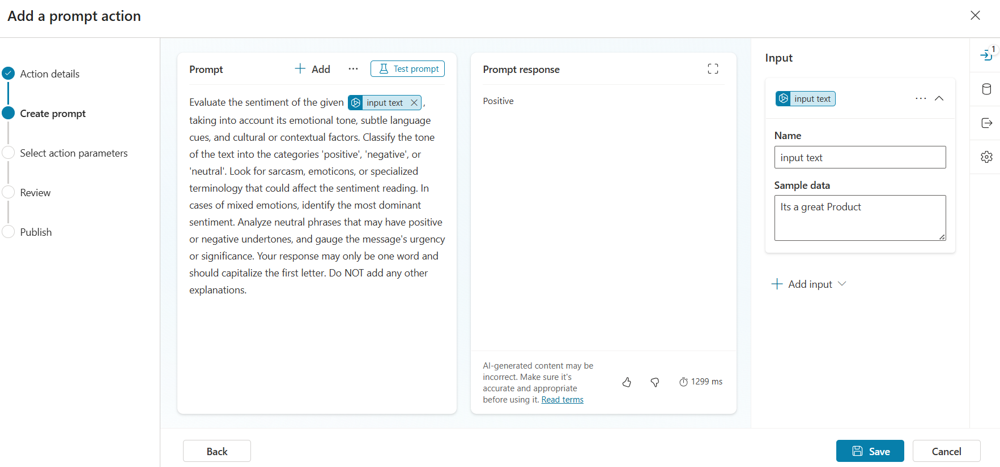 Add a prompt action
Action details
Create prompt
Select action parameters
Review
Publish
Prompt
Add
Test prompt
Evaluate the sentiment of the given input text ,
taking into account its emotional tone, subtle language
cues, and cultural or contextual factors. Classify the tone
of the text into the categories 'positive', 'negative', or
'neutral'. Look for sarcasm, emoticons, or specialized
terminology that could affect the sentiment reading. In
cases of mixed emotions, identify the most dominant
sentiment. Analyze neutral phrases that may have positive
or negative undertones, and gauge the message's urgency
or significance. Your response may only be one word and
should capitalize the first letter. Do NOT add any other
explanations.
Prompt response
Positive
AI-generated content may be
incorrect. Make sure it's
accurate and appropriate
before using it. Read terms
1299 ms
Input
input text
Name
input text
Sample data
Its a great Product
Add input
1
Back
Save
Cancel